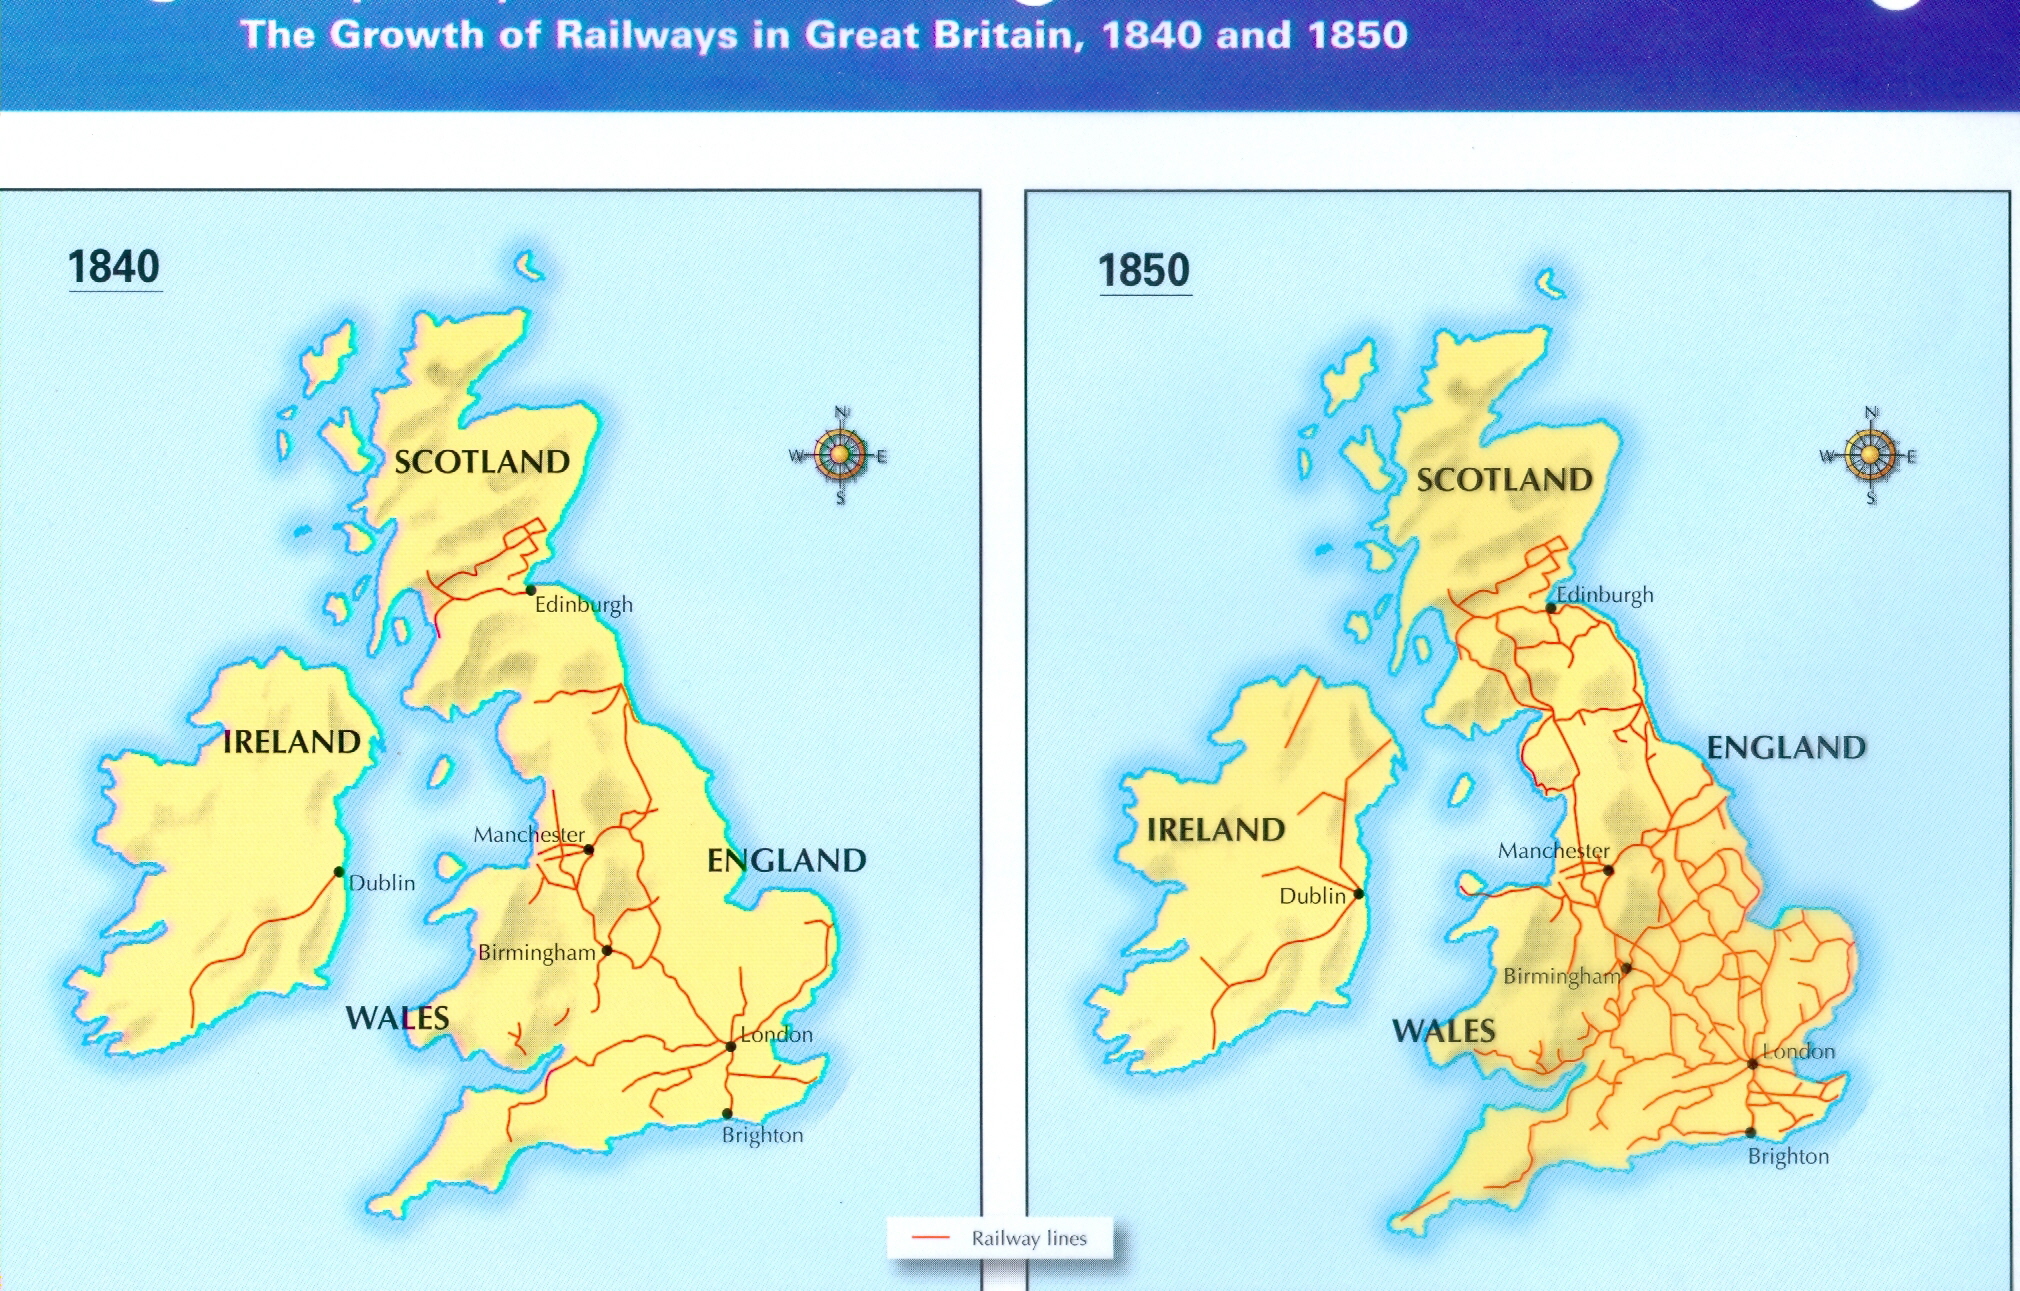 The Growth of Railways in Great Britain, 1840 and 1850
1840
N
W E
S
SCOTLAND
Edinburgh
IRELAND
Manchester
ENGLAND
Dublin
Birmingham
WALES
London
Brighton
1850
N
W E
S
SCOTLAND
Edinburgh
ENGLAND
IRELAND
Manchester
Dublin
Birmingham
WALES
London
Brighton
Railway lines